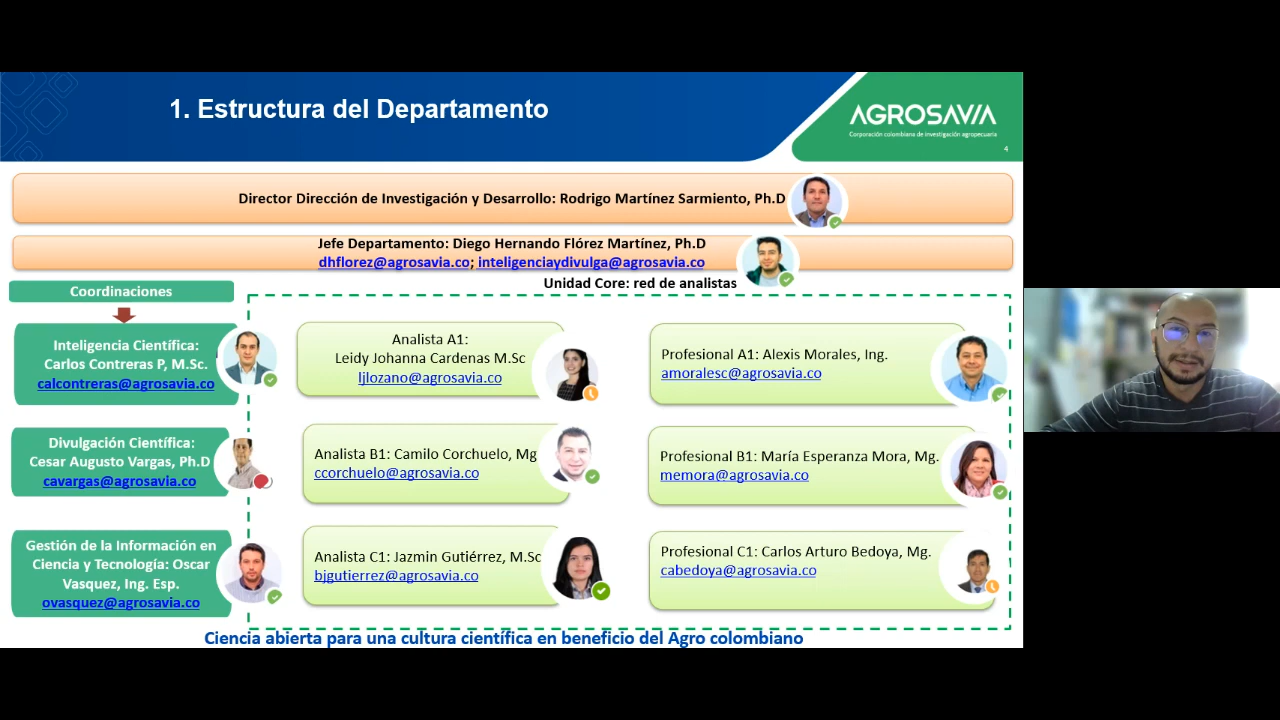 1. Estructura del Departamento
AGROSAVIA
Corporación colombiana de investigación agropecuaria
4
Director Dirección de Investigación y Desarrollo: Rodrigo Martínez Sarmiento, Ph.D
Jefe Departamento: Diego Hernando Flórez Martínez, Ph.D
dhflorez@agrosavia.co; inteligenciaydivulga@agrosavia.co
Unidad Core: red de analistas
Coordinaciones
Inteligencia Científica:
Carlos Contreras P, M.Sc.
calcontreras@agrosavia.co
Analista A1:
Leidy Johanna Cardenas M.Sc
ljlozano@agrosavia.co
Profesional A1: Alexis Morales, Ing.
amoralesc@agrosavia.co
Divulgación Científica:
Cesar Augusto Vargas, Ph.D
cavargas@agrosavia.co
Analista B1: Camilo Corchuelo, Mg
ccorchuelo@agrosavia.co
Profesional B1: María Esperanza Mora, Mg.
memora@agrosavia.co
Gestión de la Información en
Ciencia y Tecnología: Oscar
Vasquez, Ing. Esp.
ovasquez@agrosavia.co
Analista C1: Jazmin Gutiérrez, M.Sc
bjgutierrez@agrosavia.co
Profesional C1: Carlos Arturo Bedoya, Mg.
cabedoya@agrosavia.co
Ciencia abierta para una cultura científica en beneficio del Agro colombiano